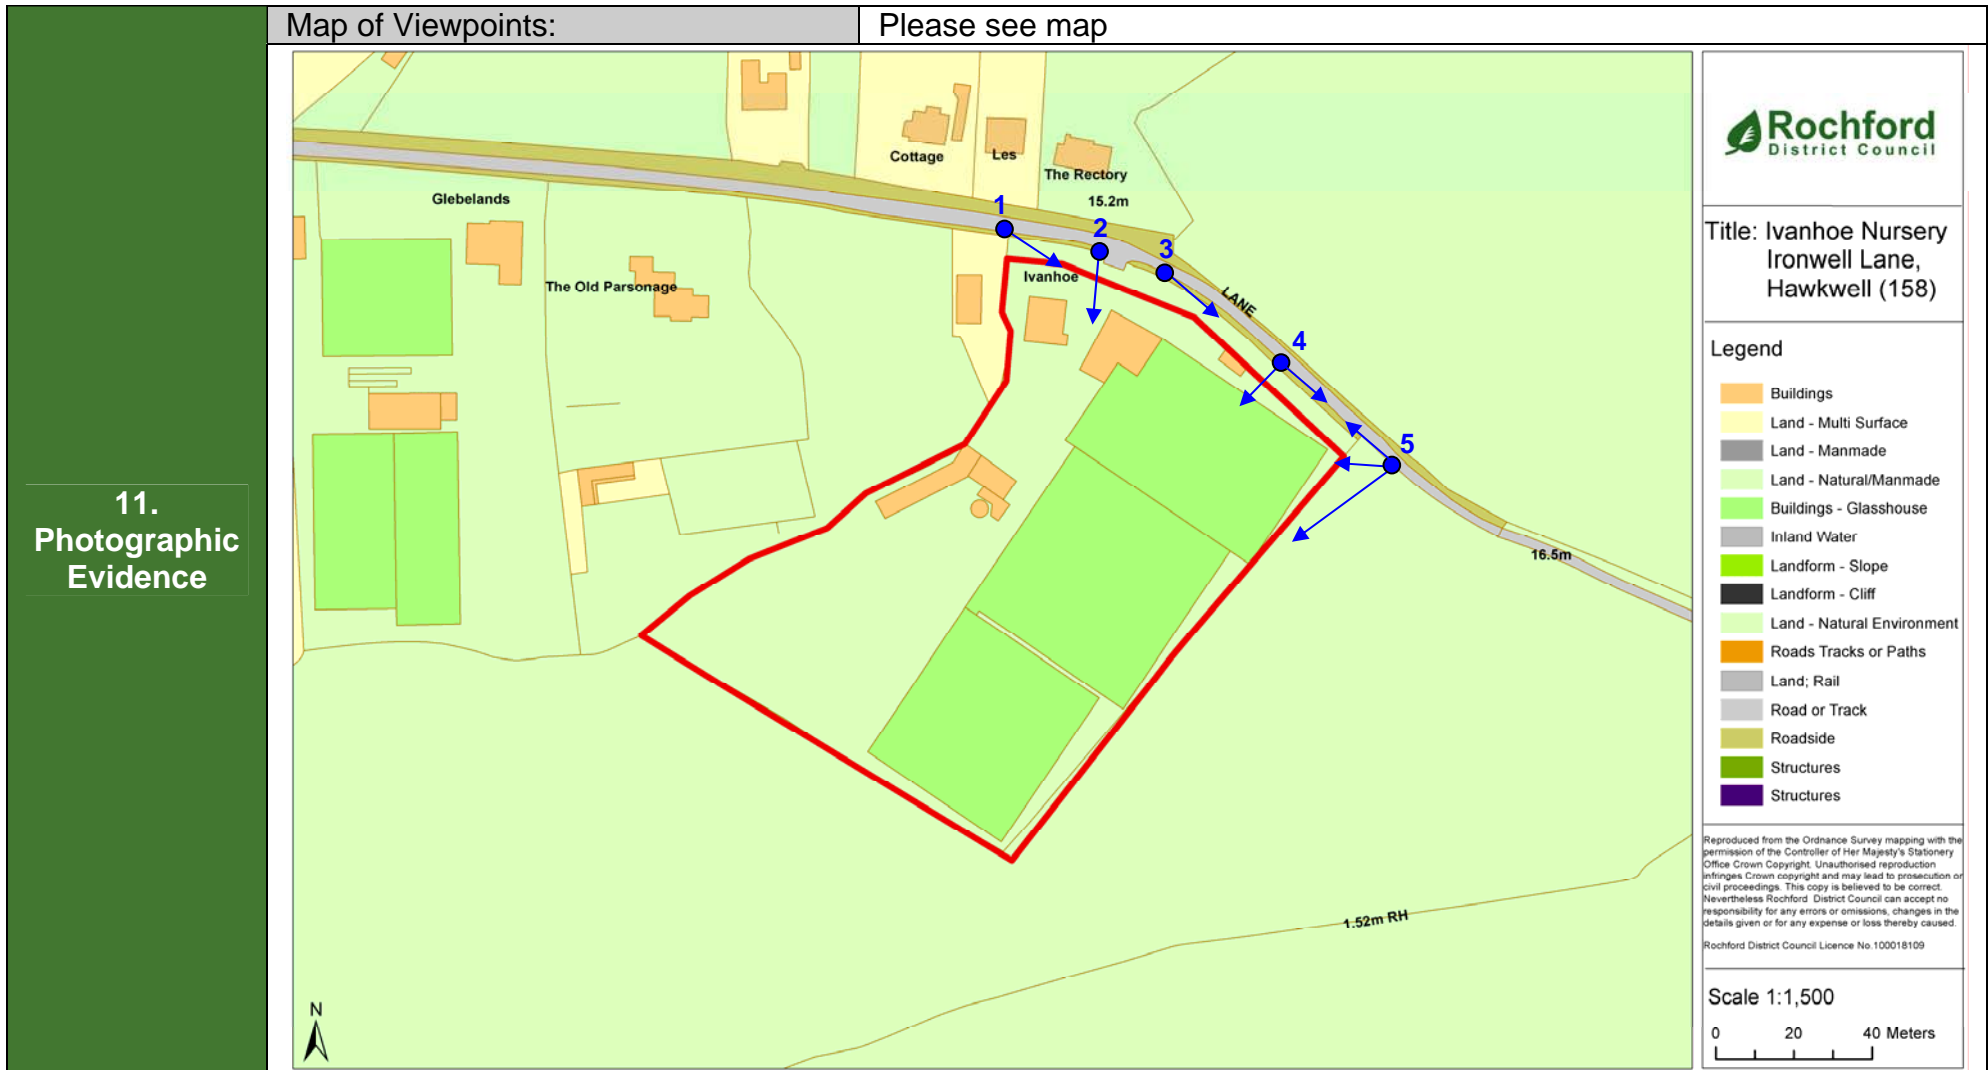 Map of Viewpoints:
Please see map
11.
Photographic
Evidence
Cottage
Les
The Rectory
15.2m
Glebelands
The Old Parsonage
Ivanhoe
LANE
1
2
3
4
5
16.5m
1.52m RH
N
Rochford
District Council
Title: Ivanhoe Nursery
Ironwell Lane,
Hawkwell (158)
Legend
Buildings
Land - Multi Surface
Land - Manmade
Land - Natural/Manmade
Buildings - Glasshouse
Inland Water
Landform - Slope
Landform - Cliff
Land - Natural Environment
Roads Tracks or Paths
Land; Rail
Road or Track
Roadside
Structures
Structures
Reproduced from the Ordnance Survey mapping with the
permission of the Controller of Her Majesty's Stationery
Office Crown Copyright. Unauthorised reproduction
infringes Crown copyright and may lead to prosecution or
civil proceedings. This copy is believed to be correct.
Nevertheless Rochford District Council can accept no
responsibility for any errors or omissions, changes in the
details given or for any expense or loss thereby caused.
Rochford District Council Licence No.100018109
Scale 1:1,500
0 20 40 Meters